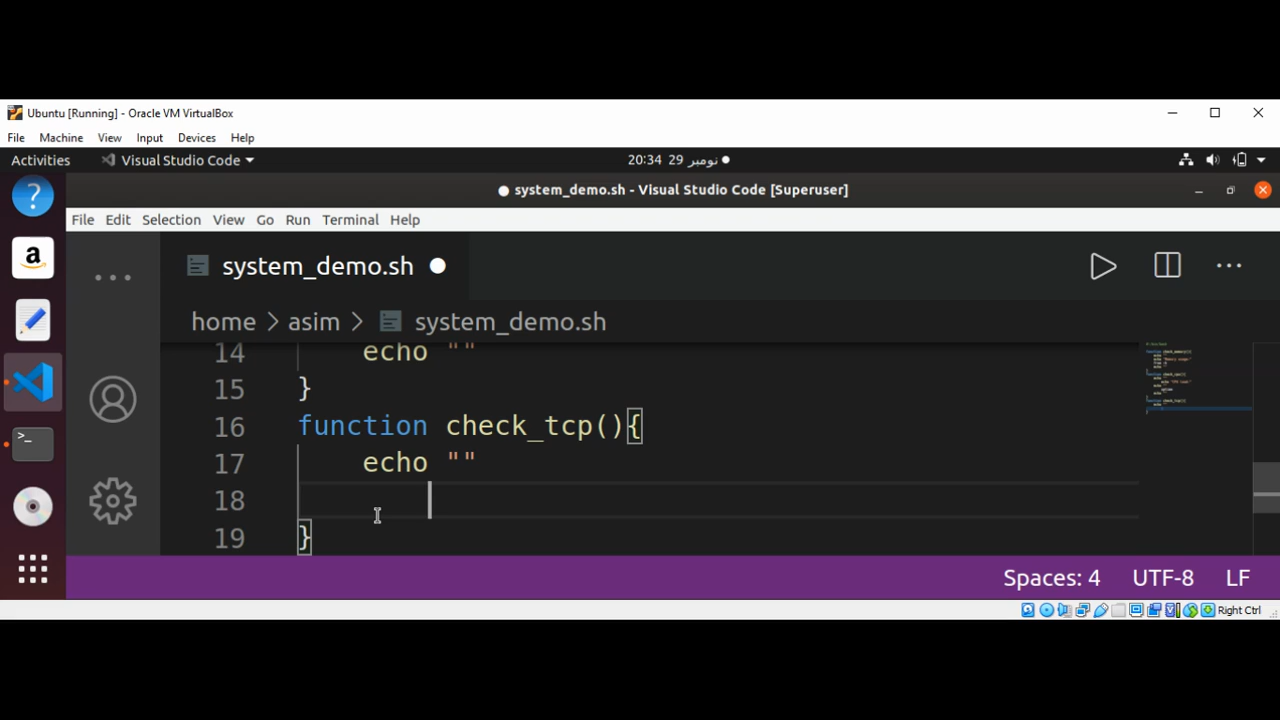 Ubuntu [Running] - Oracle VM VirtualBox
File Machine View Input Devices Help
Activities Visual Studio Code 20:34 29 نومبر
● system_demo.sh - Visual Studio Code [Superuser]
File Edit Selection View Go Run Terminal Help
system_demo.sh
home > asim > system_demo.sh
14 echo ""
15 }
16 function check_tcp(){
17 echo ""
18
19 }
Spaces: 4 UTF-8 LF
Right Ctrl